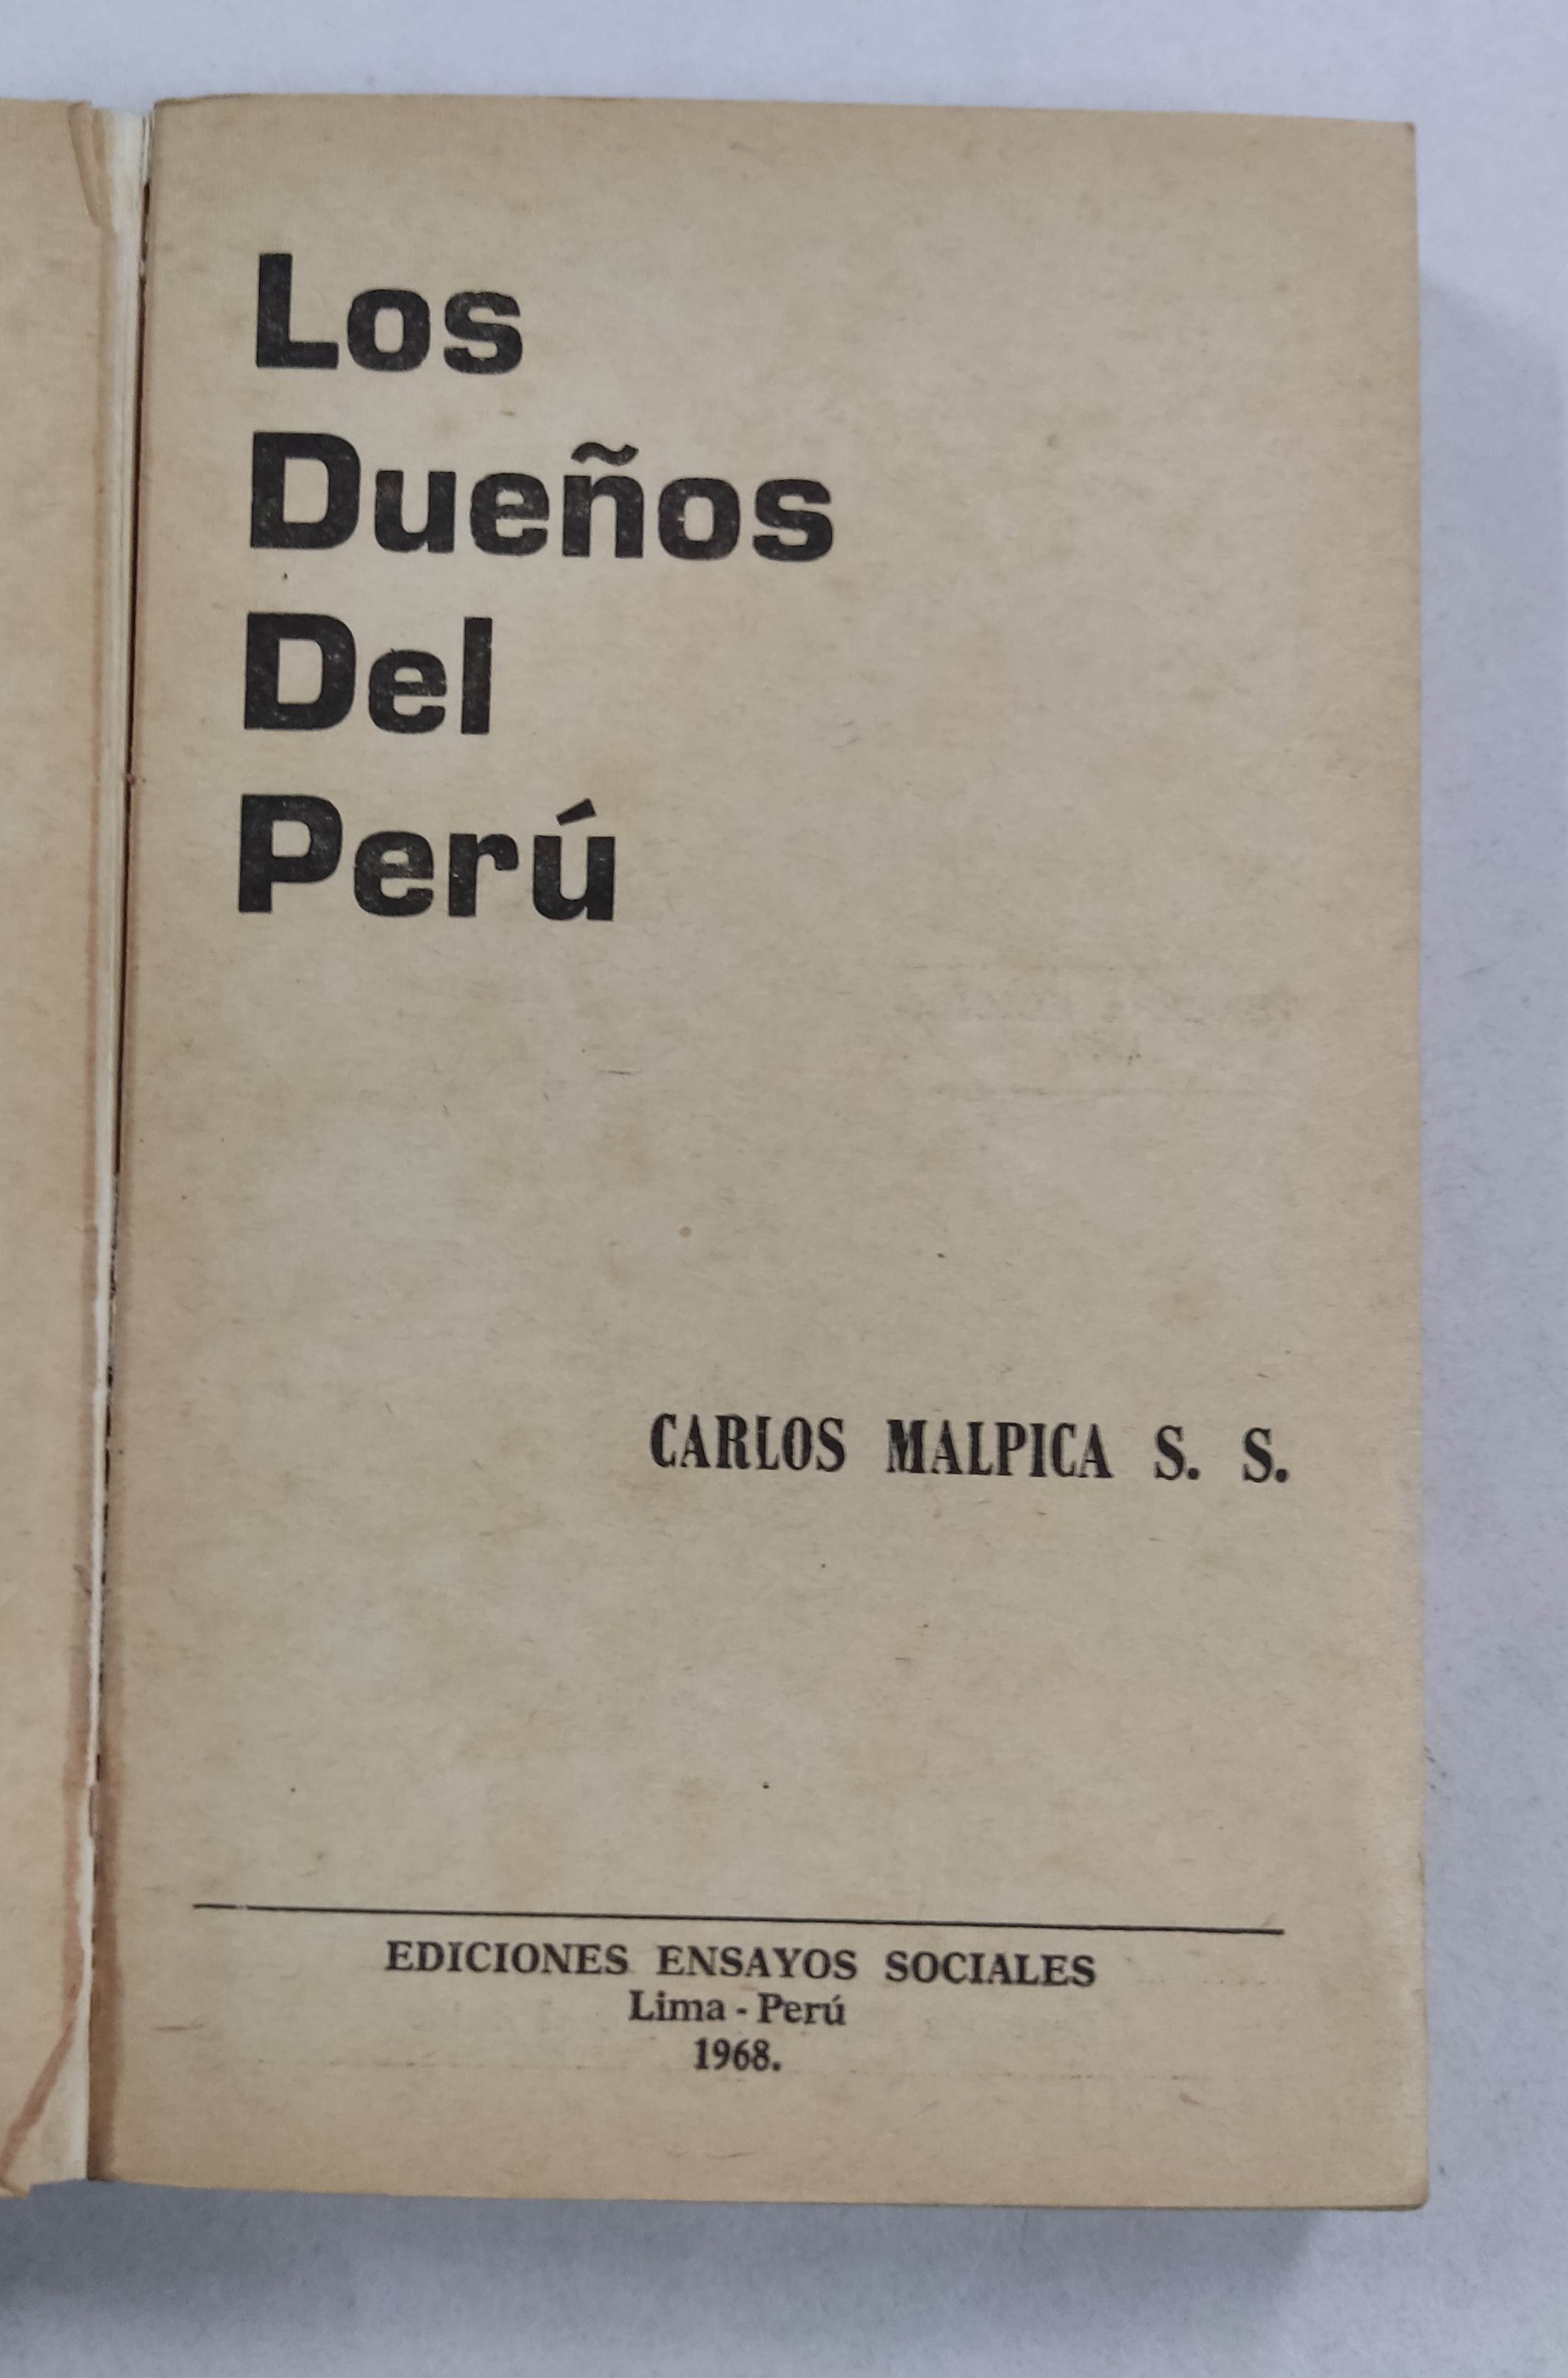 Los
Dueños
Del
Perú
CARLOS MALPICA S. S.
EDICIONES ENSAYOS SOCIALES
Lima - Perú
1968.